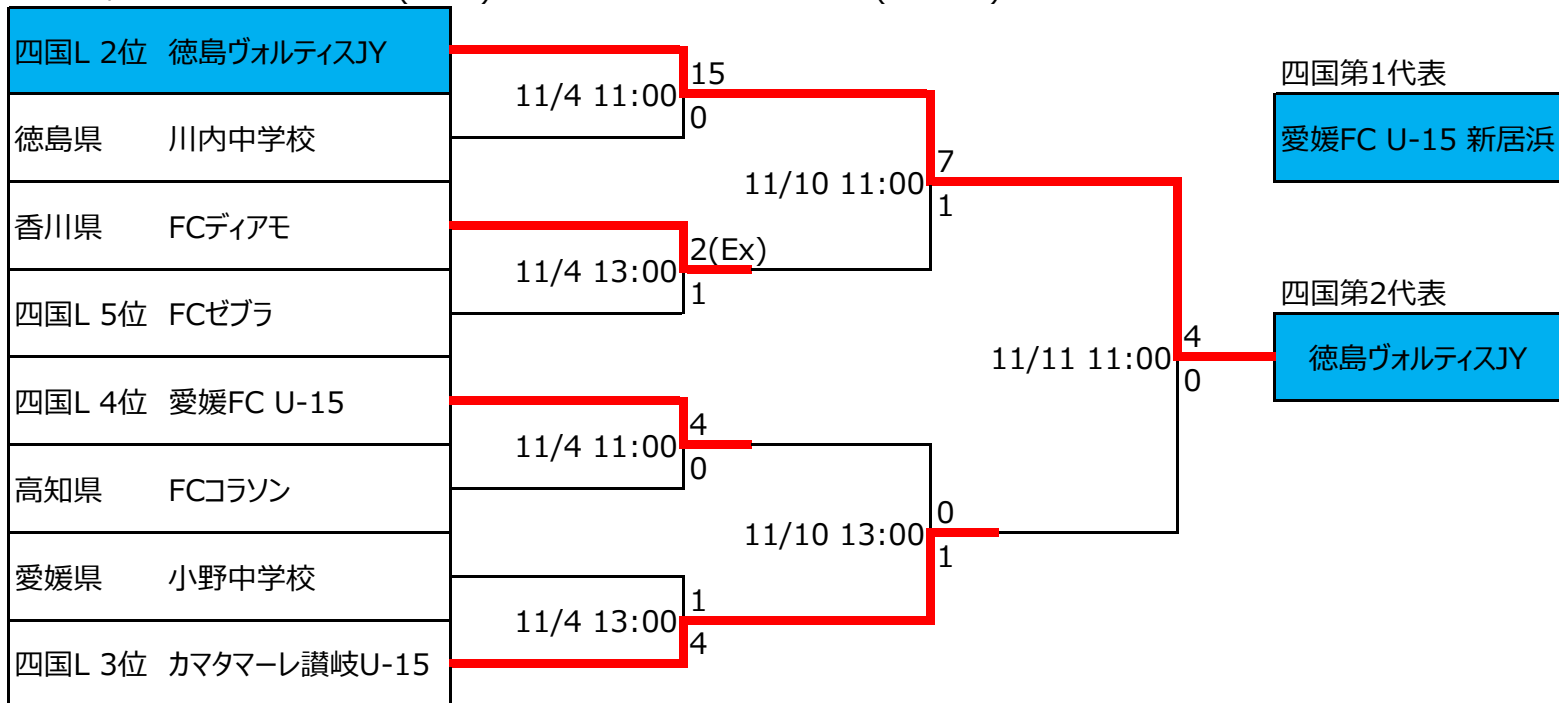 四国L 2位 徳島ヴォルティスJY
徳島県 川内中学校
香川県 FCディアモ
四国L 5位 FCゼブラ
四国L 4位 愛媛FC U-15
高知県 FCコラソン
愛媛県 小野中学校
四国L 3位 カマタマーレ讃岐U-15
11/4 11:00
15
0
11/4 13:00
2(Ex)
1
11/4 11:00
4
0
11/4 13:00
1
4
11/10 11:00
7
1
11/10 13:00
0
1
11/11 11:00
4
0
四国第1代表
愛媛FC U-15 新居浜
四国第2代表
徳島ヴォルティスJY